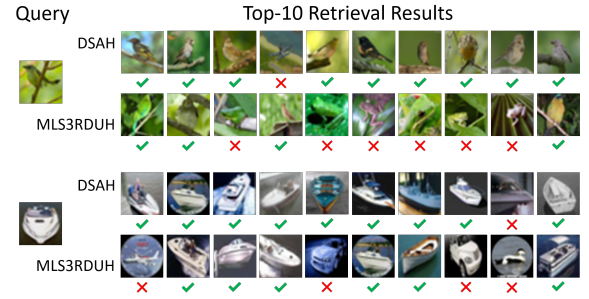 Query
Top-10 Retrieval Results
DSAH
MLS3RDUH
DSAH
MLS3RDUH